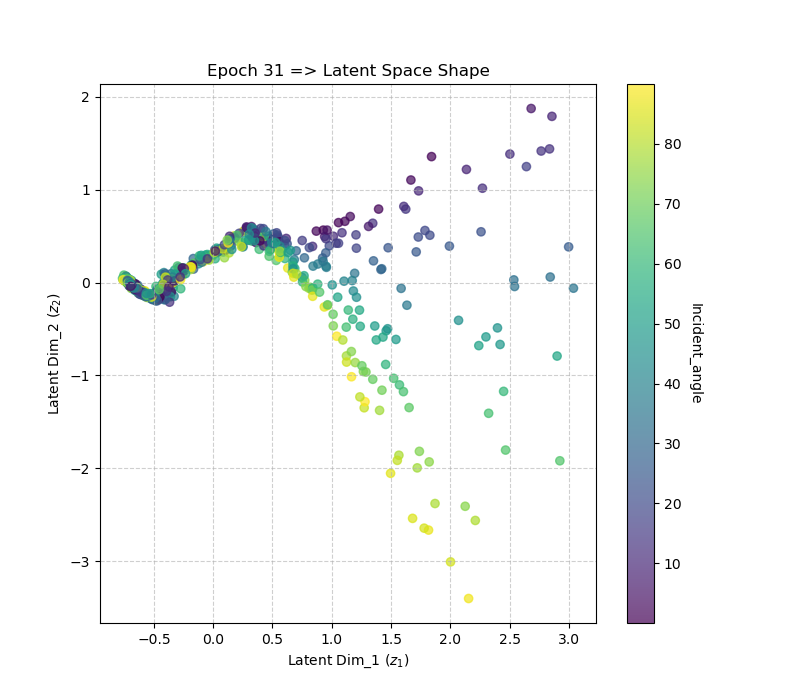 Epoch 31 => Latent Space Shape
2
1
0
−1
−2
−3
Latent Dim_2 (z₂)
−0.5 0.0 0.5 1.0 1.5 2.0 2.5 3.0
Latent Dim_1 (z₁)
80
70
60
50
40
30
20
10
Incident_angle